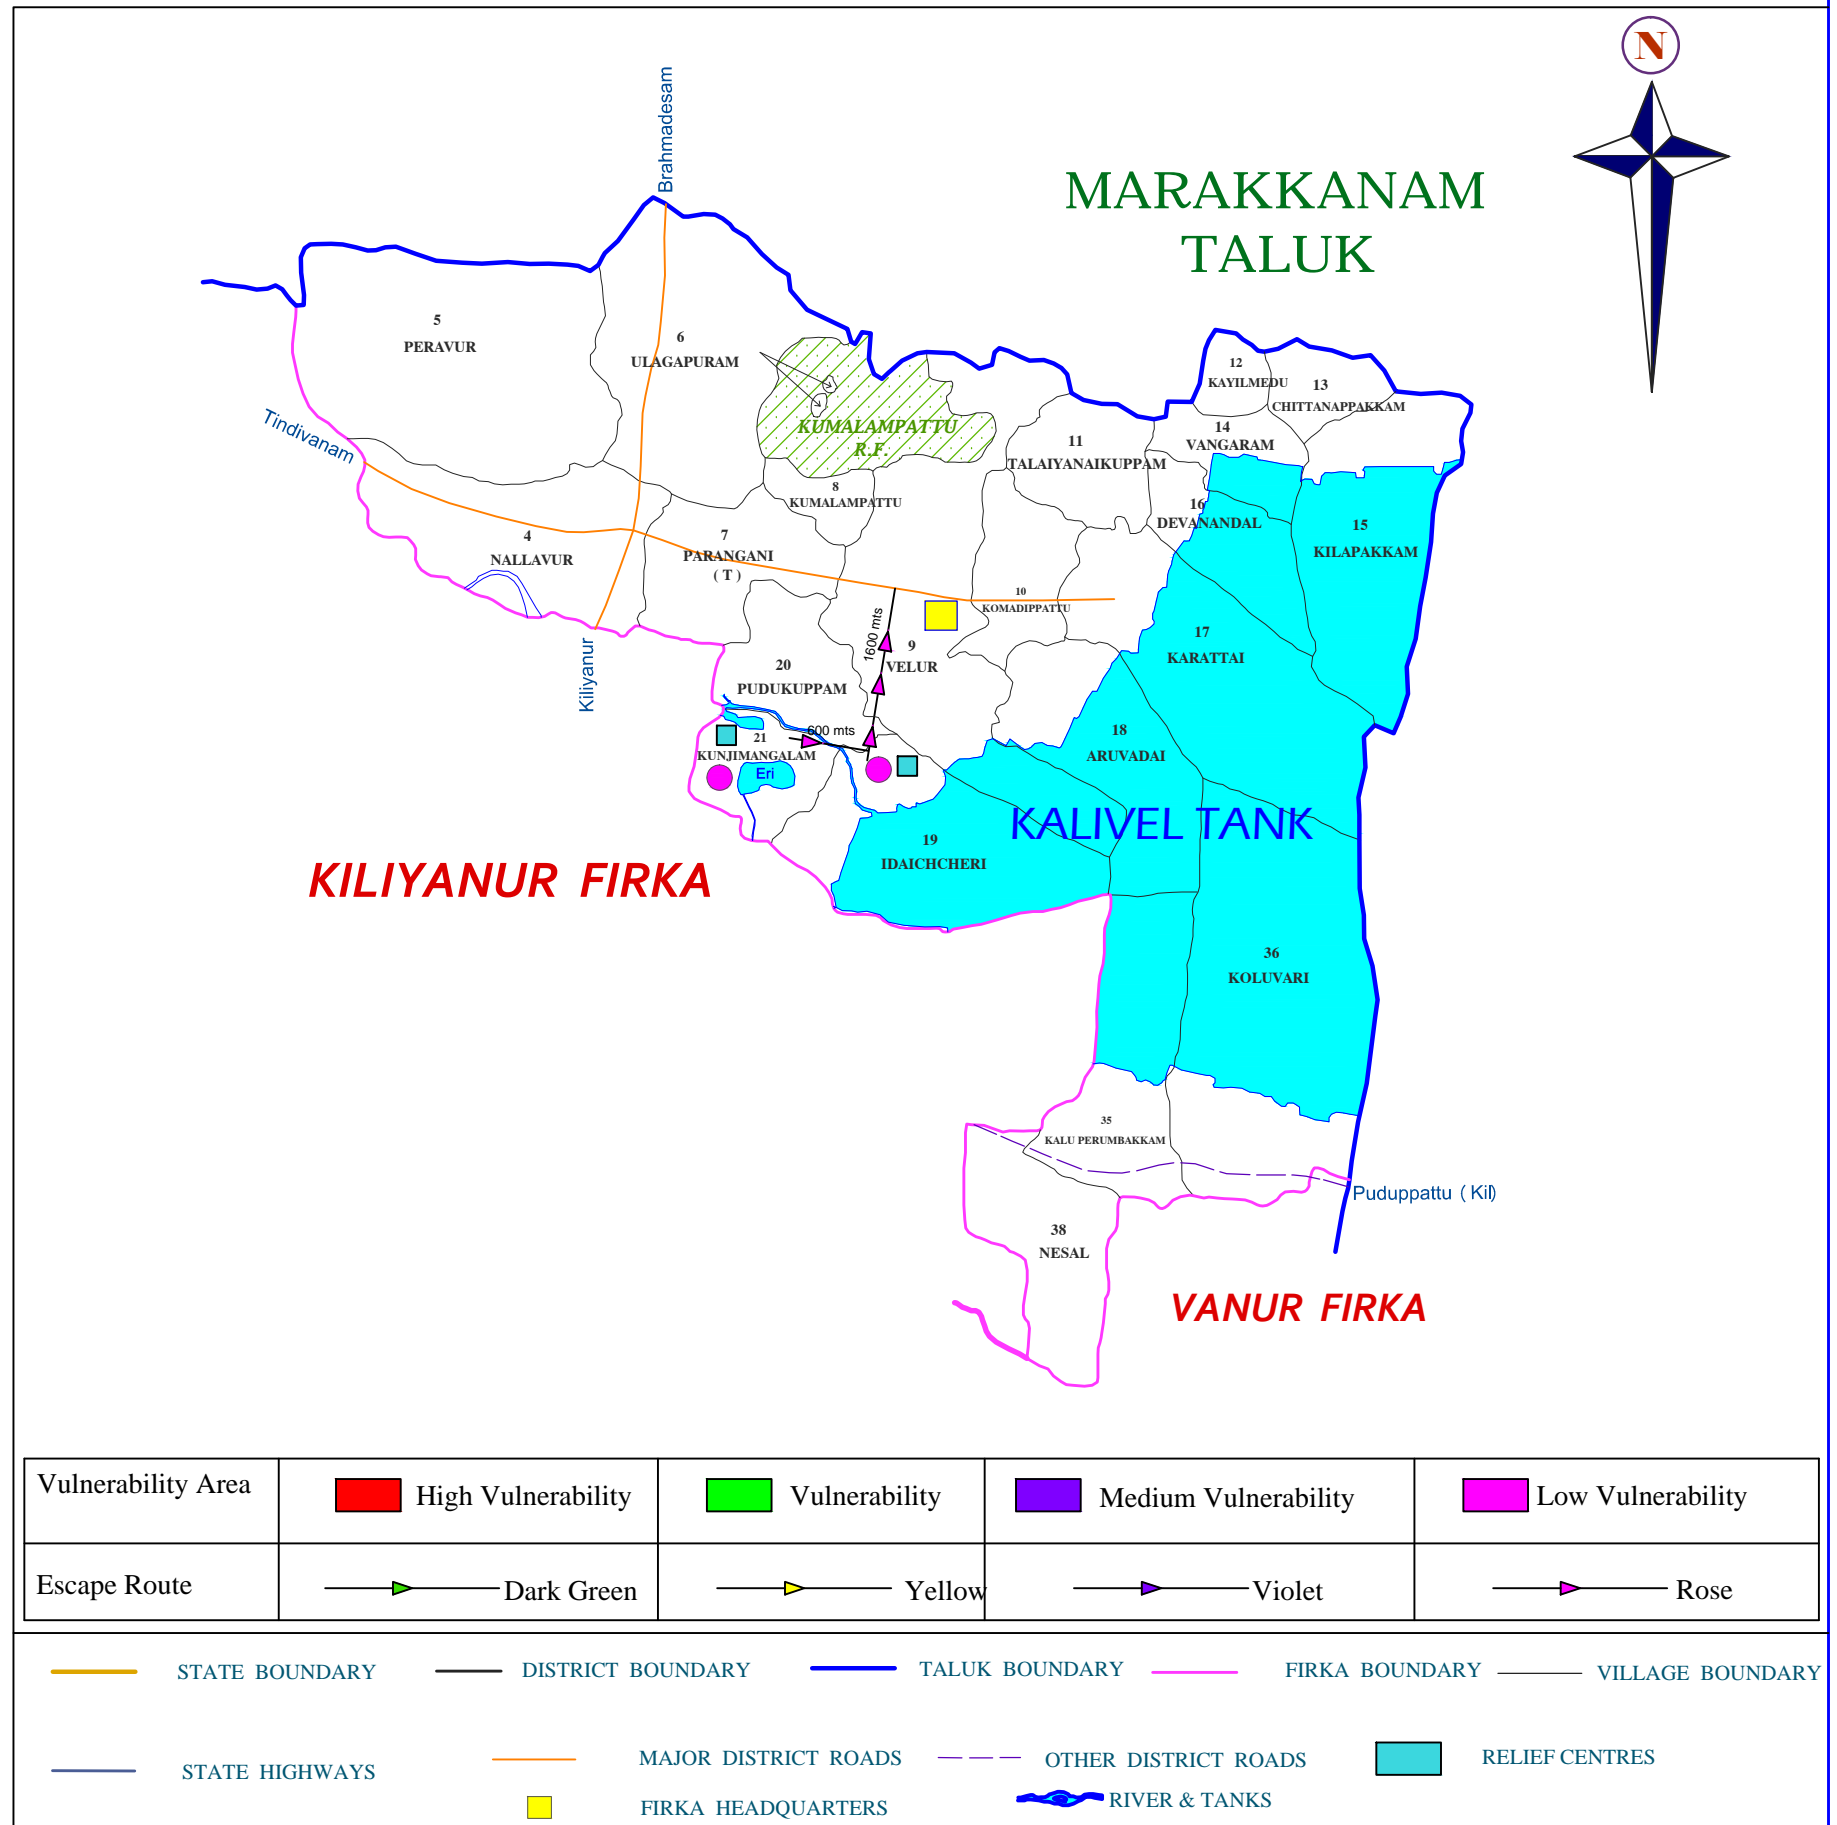 N
MARAKKANAM
TALUK
Brahmadesam
5
PERAVUR
6
ULAGAPURAM
12
KAYILMEDU
13
CHITTANAPPAKKAM
Tindivanam
KUMALAMPATTU
R.F.
14
VANGARAM
11
TALAIYANAIKUPPAM
8
KUMALAMPATTU
16
DEVANANDAL
15
KILAPAKKAM
4
NALLAVUR
7
PARANGANI
( T )
10
KOMADIPPATTU
1600 mts
9
VELUR
17
KARATTAI
Kiliyanur
20
PUDUKUPPAM
600 mts
21
KUNJIMANGALAM
Eri
18
ARUVADAI
KALIVEL TANK
19
IDAICHCHERI
KILIYANUR FIRKA
36
KOLUVARI
35
KALU PERUMBAKKAM
Puduppattu ( Kil)
38
NESAL
VANUR FIRKA
Vulnerability Area
High Vulnerability
Vulnerability
Medium Vulnerability
Low Vulnerability
Escape Route
Dark Green
Yellow
Violet
Rose
STATE BOUNDARY
DISTRICT BOUNDARY
TALUK BOUNDARY
FIRKA BOUNDARY
VILLAGE BOUNDARY
STATE HIGHWAYS
MAJOR DISTRICT ROADS
OTHER DISTRICT ROADS
RELIEF CENTRES
FIRKA HEADQUARTERS
RIVER & TANKS